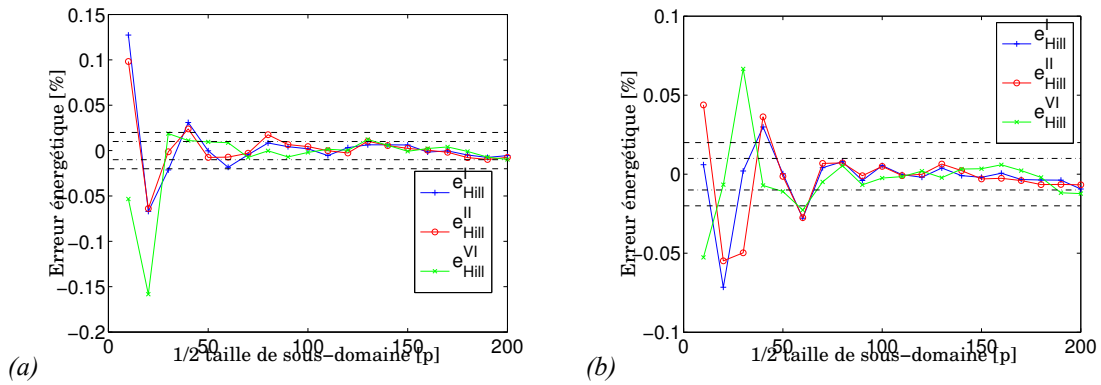 0.15
0.1
0.05
0
−0.05
−0.1
−0.15
−0.2
0
50
100
150
200
Erreur énergétique [%]
1/2 taille de sous−domaine [p]
e^I_Hill
e^II_Hill
e^VI_Hill
(a)
0.1
0.05
0
−0.05
−0.1
0
50
100
150
200
Erreur énergétique [%]
1/2 taille de sous−domaine [p]
e^I_Hill
e^II_Hill
e^VI_Hill
(b)